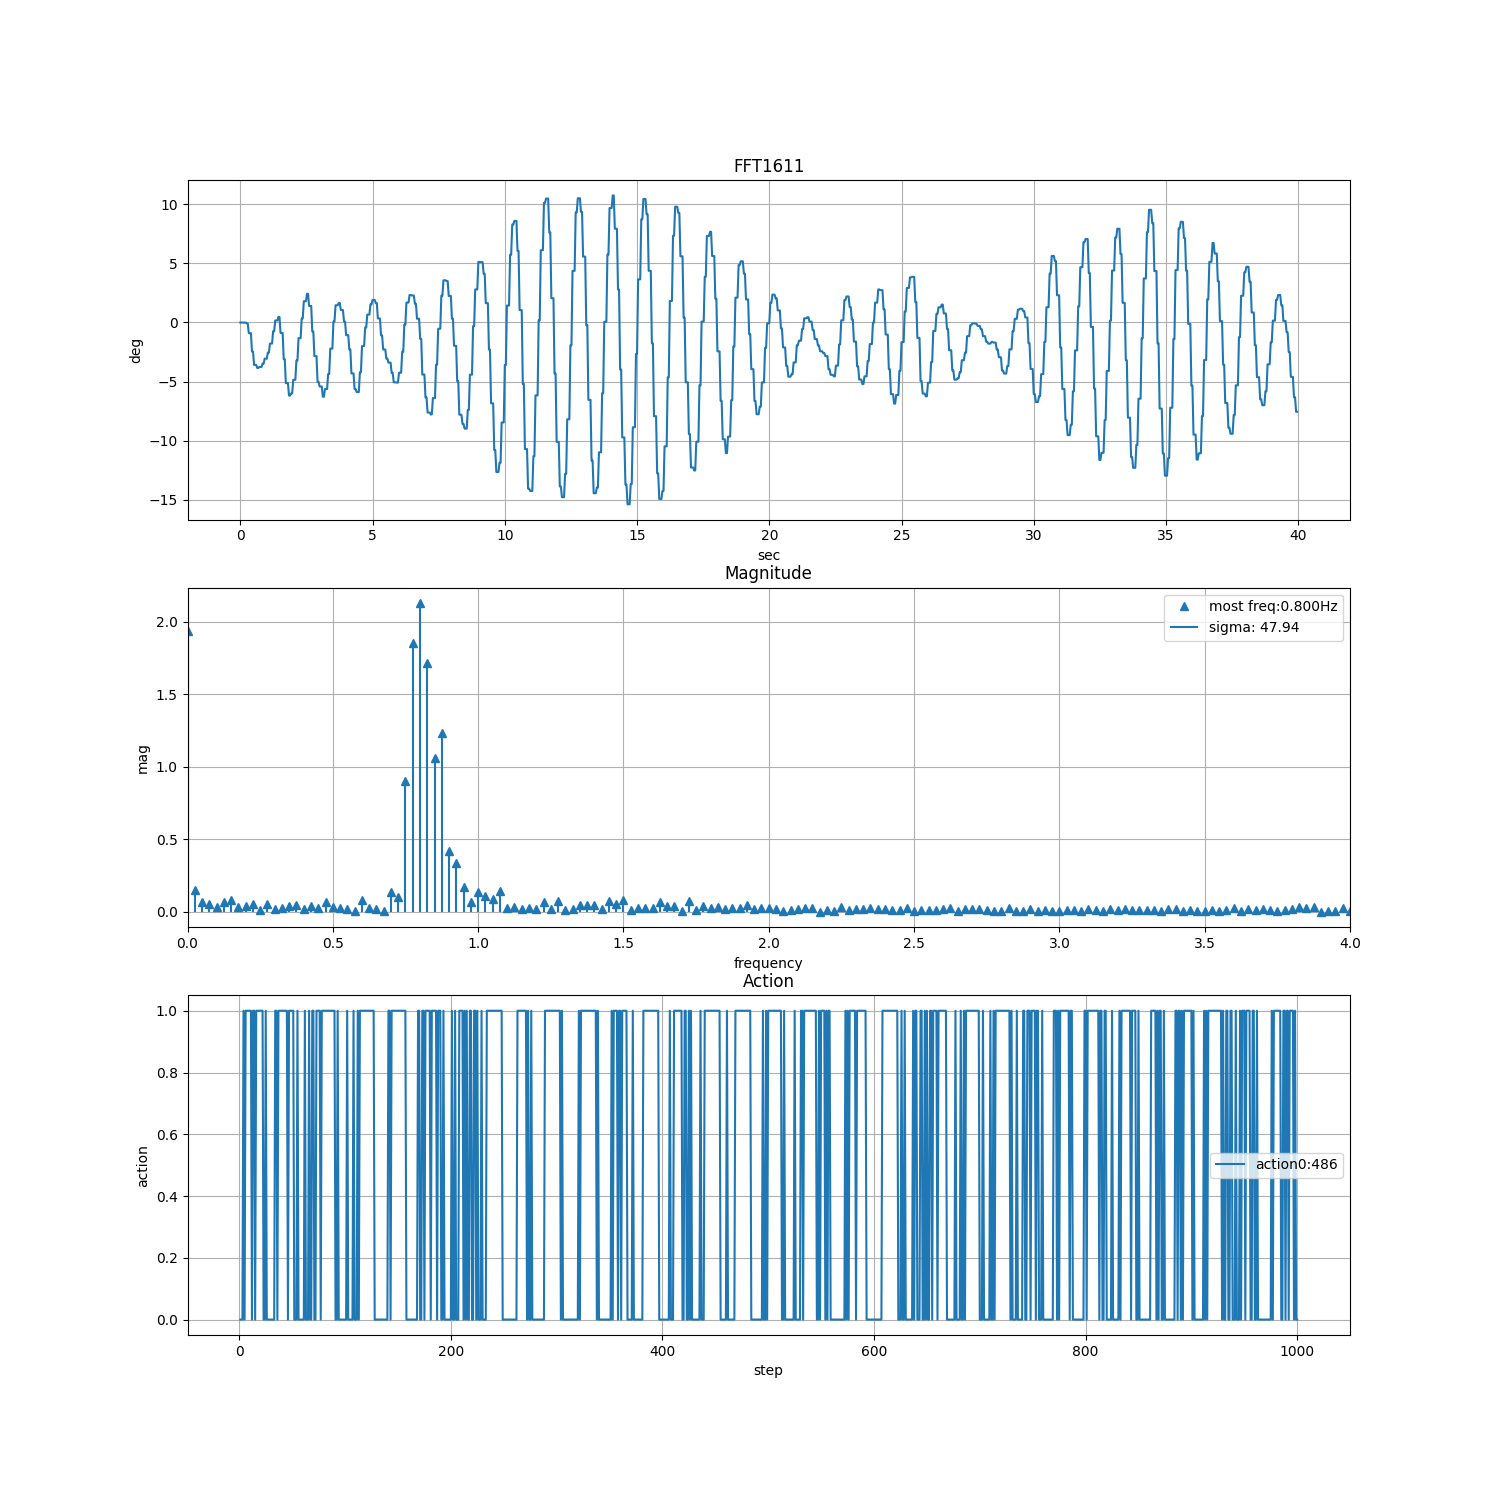 FFT1611
10
5
0
−5
−10
−15
deg
0 5 10 15 20 25 30 35 40
sec
Magnitude
most freq:0.800Hz
sigma: 47.94
2.0
1.5
1.0
0.5
0.0
mag
0.0 0.5 1.0 1.5 2.0 2.5 3.0 3.5 4.0
frequency
Action
1.0
0.8
0.6
0.4
0.2
0.0
action
action0:486
0 200 400 600 800 1000
step